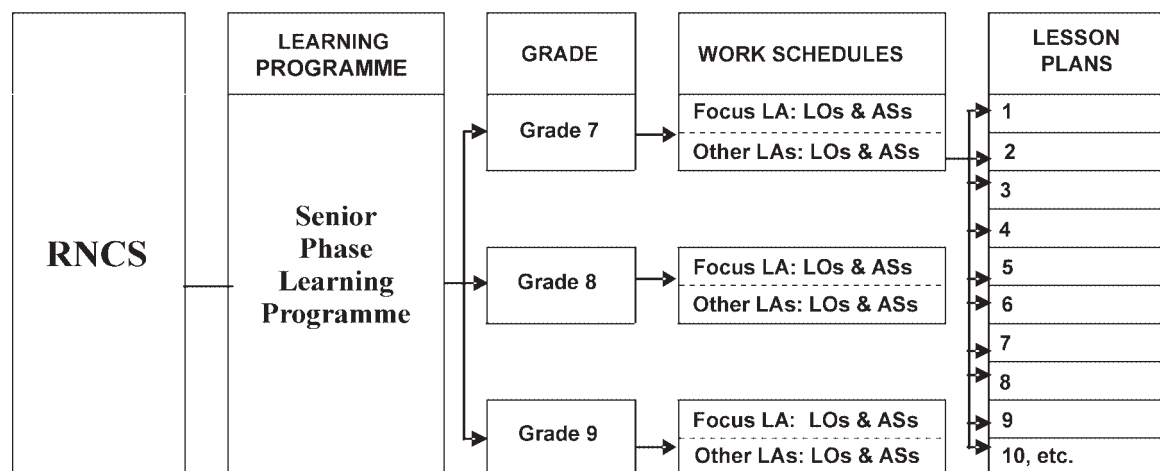 LEARNING
PROGRAMME
GRADE
WORK SCHEDULES
LESSON
PLANS
RNCS
Senior
Phase
Learning
Programme
Grade 7
Focus LA: LOs & ASs
Other LAs: LOs & ASs
Grade 8
Focus LA: LOs & ASs
Other LAs: LOs & ASs
Grade 9
Focus LA: LOs & ASs
Other LAs: LOs & ASs
1
2
3
4
5
6
7
8
9
10, etc.